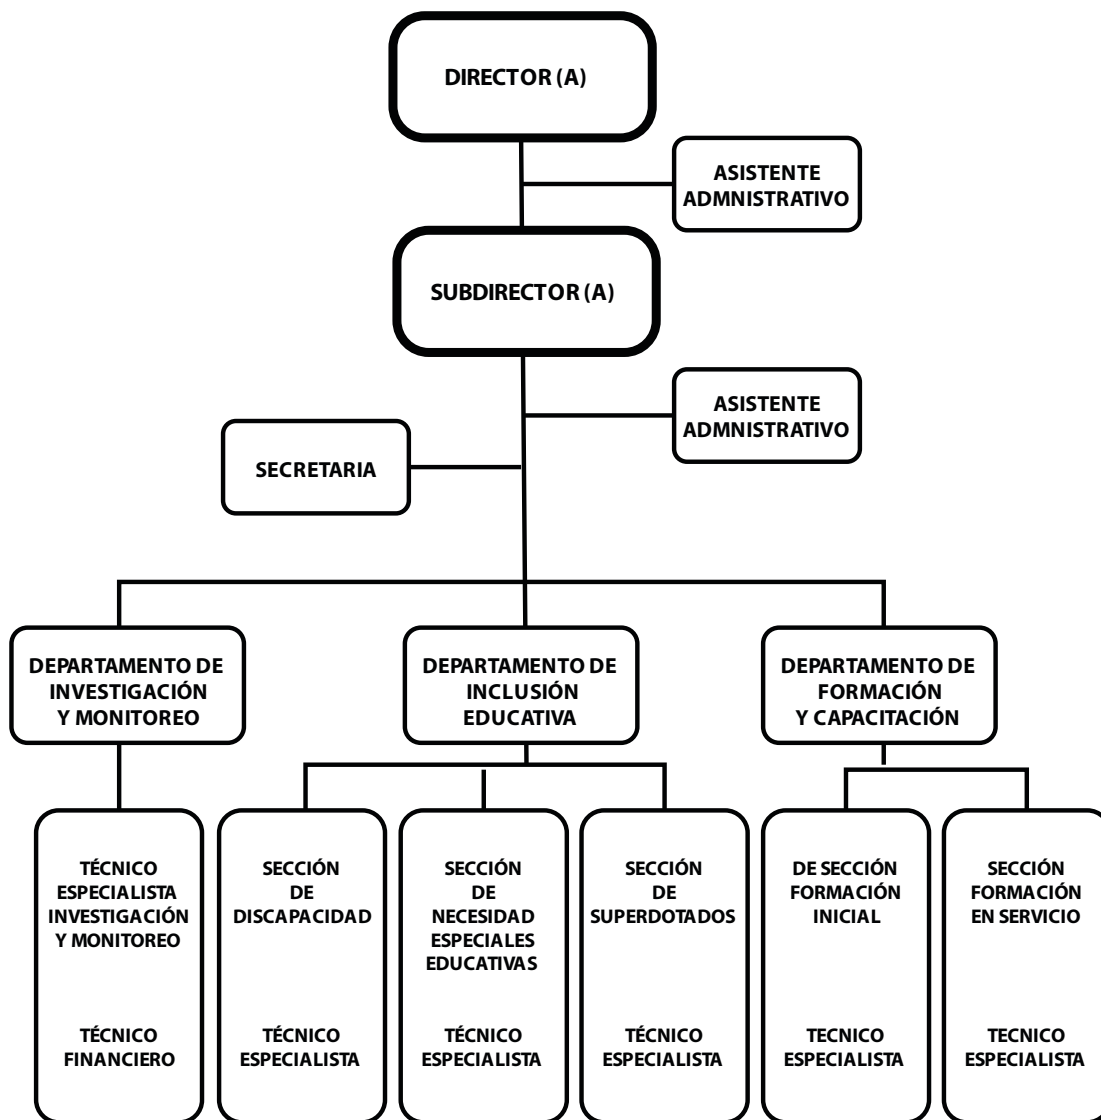 DIRECTOR (A)
ASISTENTE
ADMNISTRATIVO
SUBDIRECTOR (A)
ASISTENTE
ADMNISTRATIVO
SECRETARIA
DEPARTAMENTO DE
INVESTIGACIÓN
Y MONITOREO
DEPARTAMENTO DE
INCLUSIÓN
EDUCATIVA
DEPARTAMENTO DE
FORMACIÓN
Y CAPACITACIÓN
TÉCNICO
ESPECIALISTA
INVESTIGACIÓN
Y MONITOREO
TÉCNICO
FINANCIERO
SECCIÓN
DE
DISCAPACIDAD
TÉCNICO
ESPECIALISTA
SECCIÓN
DE
NECESIDAD
ESPECIALES
EDUCATIVAS
TÉCNICO
ESPECIALISTA
SECCIÓN
DE
SUPERDOTADOS
TÉCNICO
ESPECIALISTA
DE SECCIÓN
FORMACIÓN
INICIAL
TECNICO
ESPECIALISTA
SECCIÓN
FORMACIÓN
EN SERVICIO
TECNICO
ESPECIALISTA